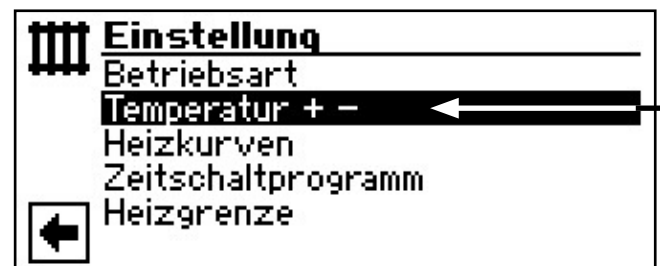 Einstellung
Betriebsart
Temperatur + −
Heizkurven
Zeitschaltprogramm
Heizgrenze